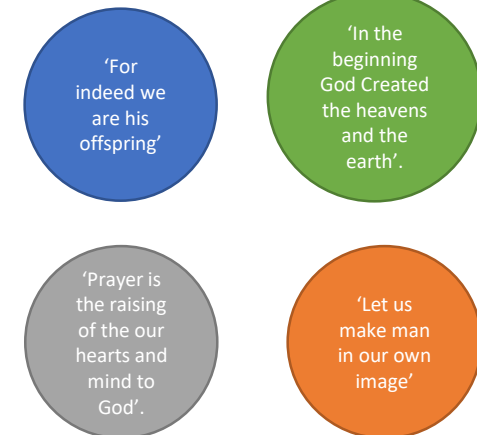 ‘For
indeed we
are his
offspring’
‘In the
beginning
God Created
the heavens
and the
earth’.
‘Prayer is
the raising
of the our
hearts and
mind to
God’.
‘Let us
make man
in our own
image’